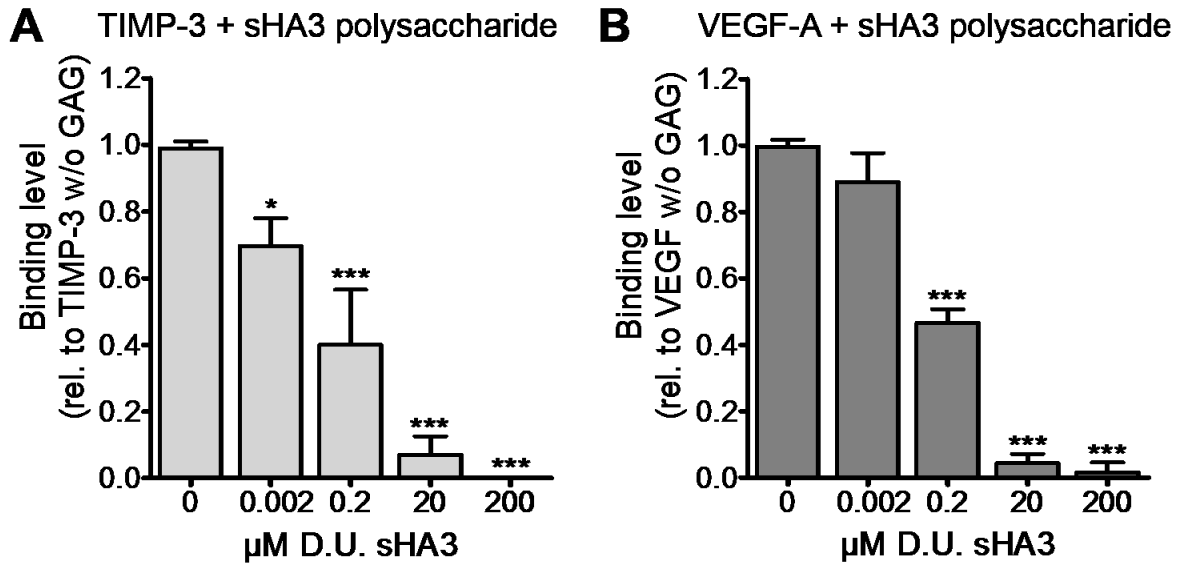 A TIMP-3 + sHA3 polysaccharide
Binding level
(rel. to TIMP-3 w/o GAG)
1.2
1.0
0.8
0.6
0.4
0.2
0.0
*
***
***
***
0 0.002 0.2 20 200
µM D.U. sHA3
B VEGF-A + sHA3 polysaccharide
Binding level
(rel. to VEGF w/o GAG)
1.2
1.0
0.8
0.6
0.4
0.2
0.0
***
***
***
0 0.002 0.2 20 200
µM D.U. sHA3